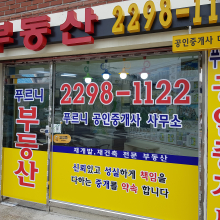 부동산 2298-11
공인중개사
푸르니
부동산
2298-1122
푸르니 공인중개사 사무소
재개발, 재건축 전문 부동산
신뢰있고 성실하게 책임을
다하는 중개를 약속 합니다